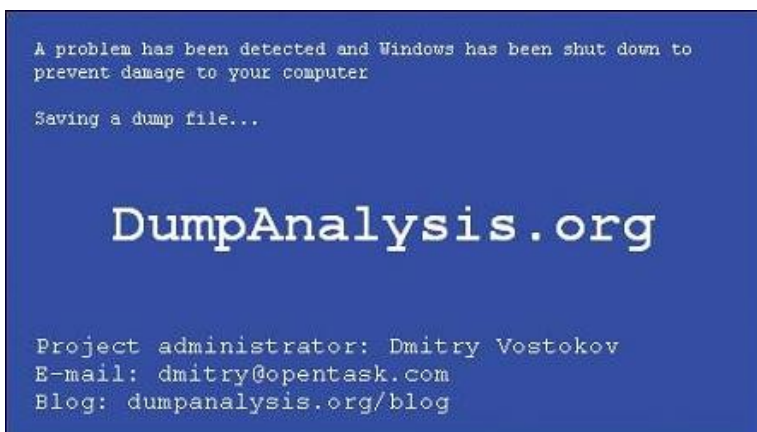 A problem has been detected and Windows has been shut down to
prevent damage to your computer
Saving a dump file...
DumpAnalysis.org
Project administrator: Dmitry Vostokov
E-mail: dmitry@opentask.com
Blog: dumpanalysis.org/blog